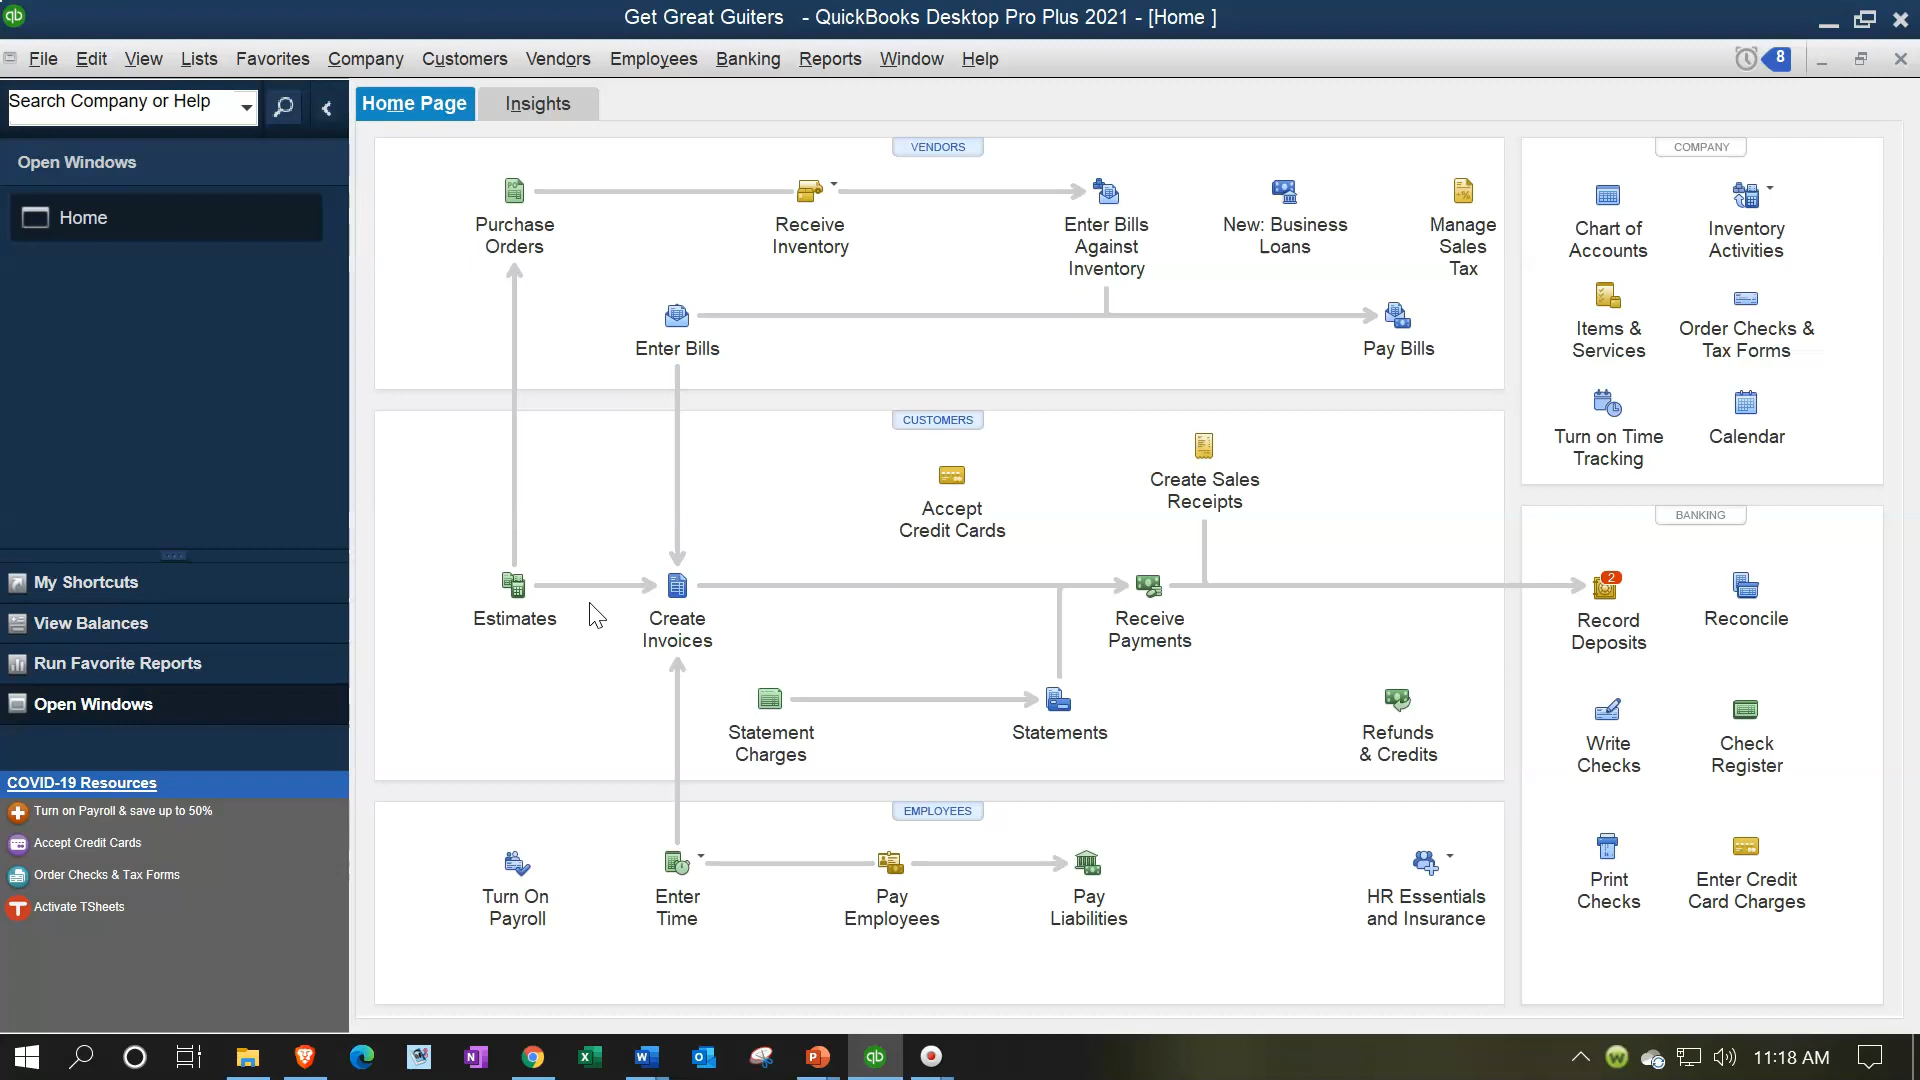 qb
Get Great Guiters - QuickBooks Desktop Pro Plus 2021 - [Home ]
File Edit View Lists Favorites Company Customers Vendors Employees Banking Reports Window Help
8
Search Company or Help
Home Page
Insights
Open Windows
Home
My Shortcuts
View Balances
Run Favorite Reports
Open Windows
COVID-19 Resources
Turn on Payroll & save up to 50%
Accept Credit Cards
Order Checks & Tax Forms
Activate TSheets
VENDORS
Purchase
Orders
Receive
Inventory
Enter Bills
Against
Inventory
New: Business
Loans
Manage
Sales
Tax
Enter Bills
Pay Bills
CUSTOMERS
Accept
Credit Cards
Create Sales
Receipts
Estimates
Create
Invoices
Receive
Payments
Statement
Charges
Statements
Refunds
& Credits
EMPLOYEES
Turn On
Payroll
Enter
Time
Pay
Employees
Pay
Liabilities
HR Essentials
and Insurance
COMPANY
Chart of
Accounts
Inventory
Activities
Items &
Services
Order Checks &
Tax Forms
Turn on Time
Tracking
Calendar
BANKING
2
Record
Deposits
Reconcile
Write
Checks
Check
Register
Print
Checks
Enter Credit
Card Charges
11:18 AM